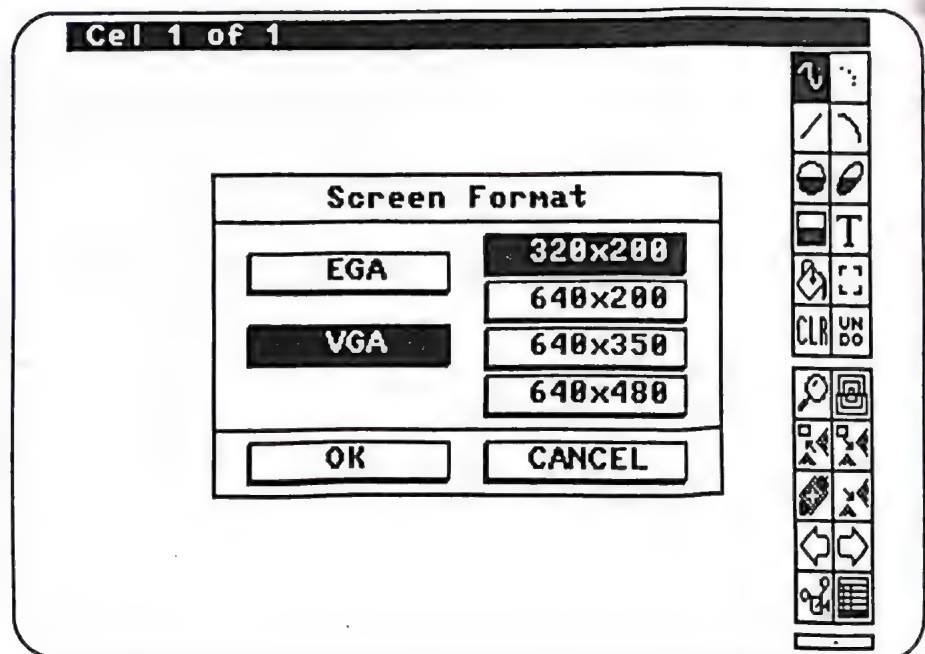 Cel 1 of 1
Screen Format
EGA
VGA
320x200
640x200
640x350
640x480
OK
CANCEL
T
CLR
UN
DO